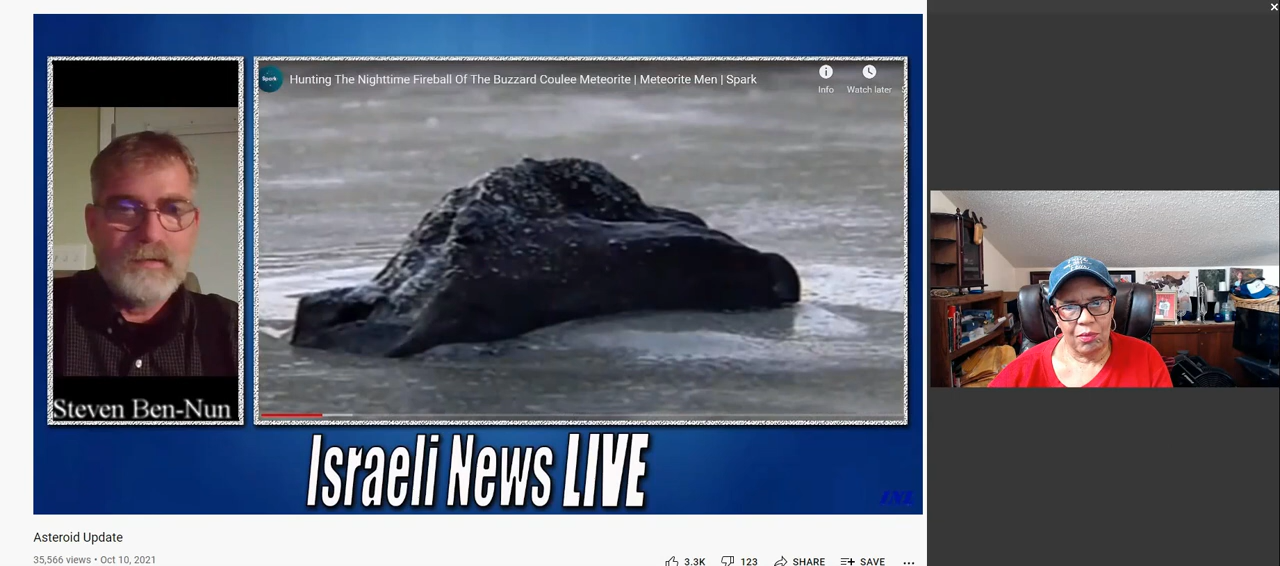 Spark
Hunting The Nighttime Fireball Of The Buzzard Coulee Meteorite | Meteorite Men | Spark
Info
Watch later
Steven Ben-Nun
Israeli News LIVE
INL
Asteroid Update
35,566 views • Oct 10, 2021
3.3K
123
SHARE
SAVE